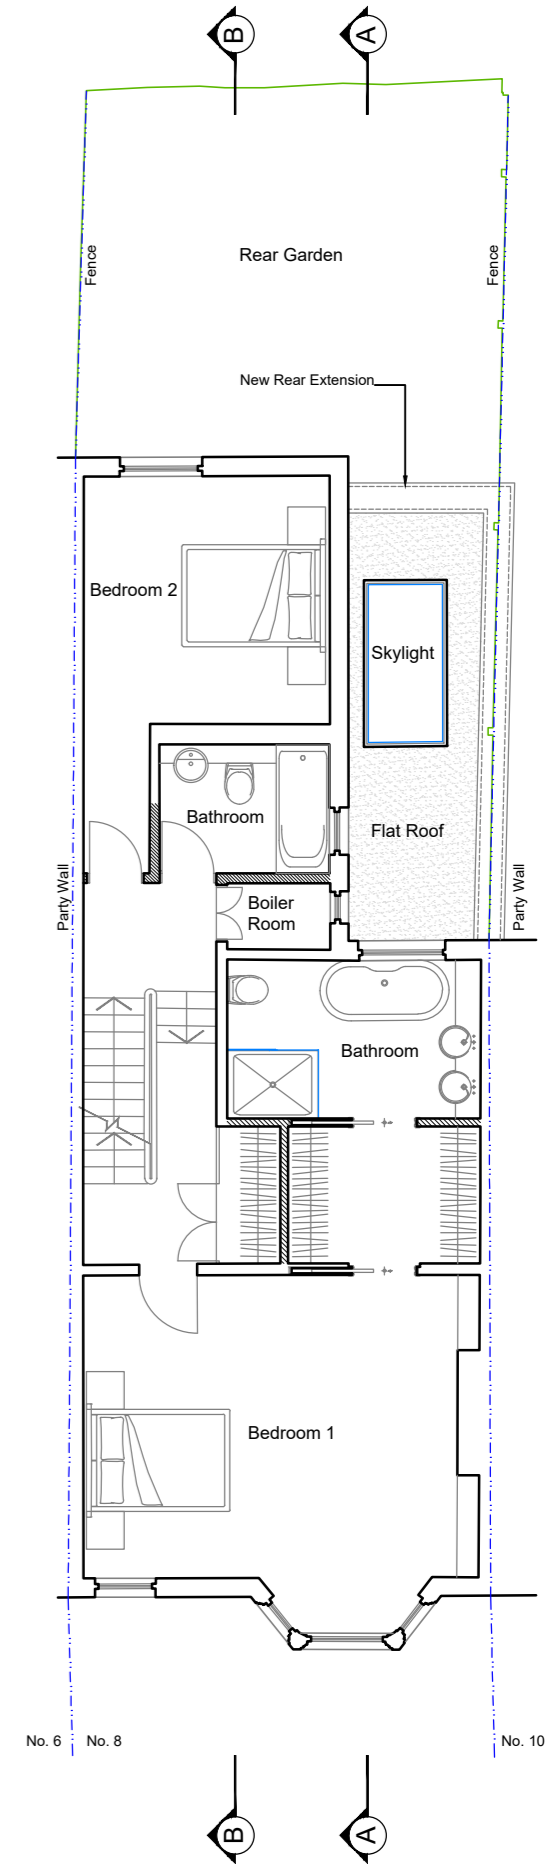 B
A
Rear Garden
Fence
Fence
New Rear Extension
Bedroom 2
Skylight
Bathroom
Flat Roof
Party Wall
Party Wall
Boiler
Room
Bathroom
Bedroom 1
No. 6
No. 8
No. 10
B
A